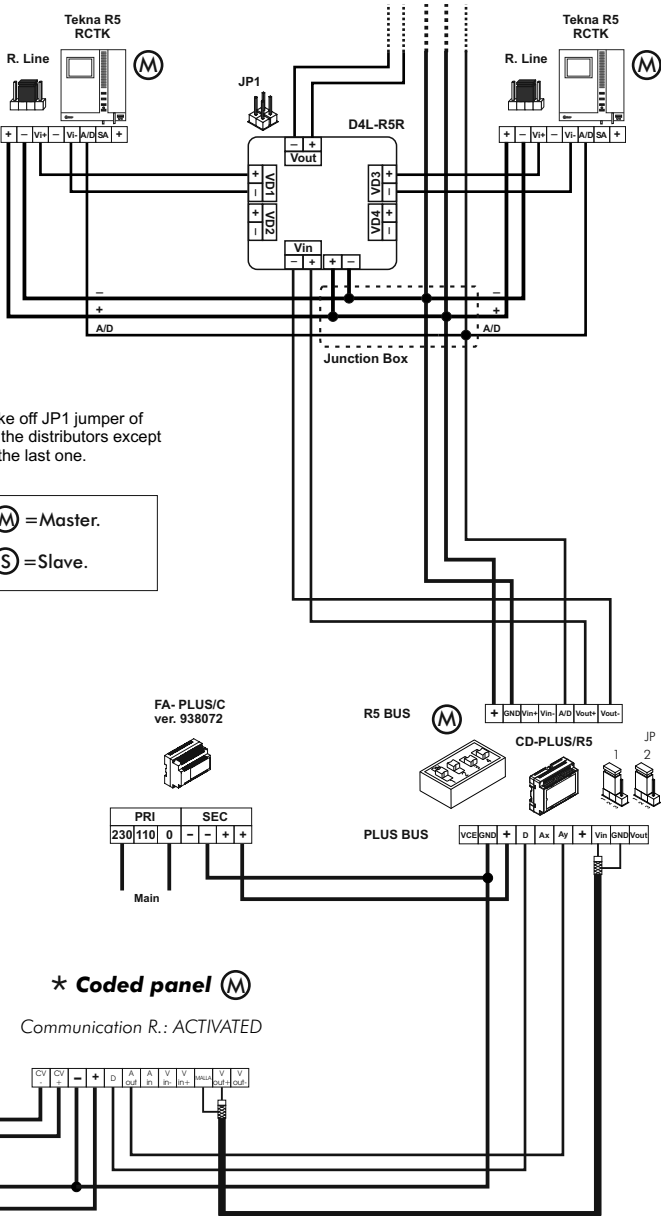 Tekna R5
RCTK
Tekna R5
RCTK
R. Line
M
R. Line
M
JP1
D4L-R5R
+ − Vi+ − Vi- A/D SA +
+ − Vi+ − Vi- A/D SA +
− +
Vout
+ − VD1
+ − VD2
VD3 + −
VD4 + −
Vin
− + + −
−
+
A/D
−
+
A/D
Junction Box
ke off JP1 jumper of
the distributors except
the last one.
M =Master.
S =Slave.
FA- PLUS/C
ver. 938072
R5 BUS
M
+ GND Vin+ Vin- A/D Vout+ Vout-
CD-PLUS/R5
JP
1 2
PRI SEC
230 110 0 − − + +
Main
PLUS BUS
VCE GND + D Ax Ay + Vin GND Vout
* Coded panel M
Communication R.: ACTIVATED
CV - CV + − + D A out A in V in- V in+ MALLA V out+ V out-